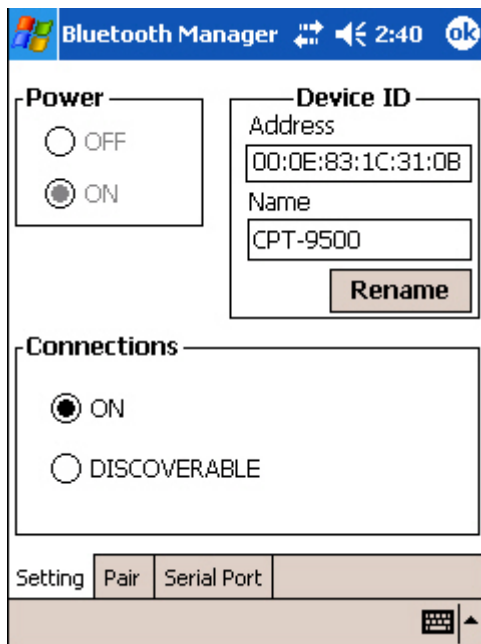 Bluetooth Manager 2:40 ok
Power
OFF
ON
Device ID
Address
00:0E:83:1C:31:0B
Name
CPT-9500
Rename
Connections
ON
DISCOVERABLE
Setting Pair Serial Port